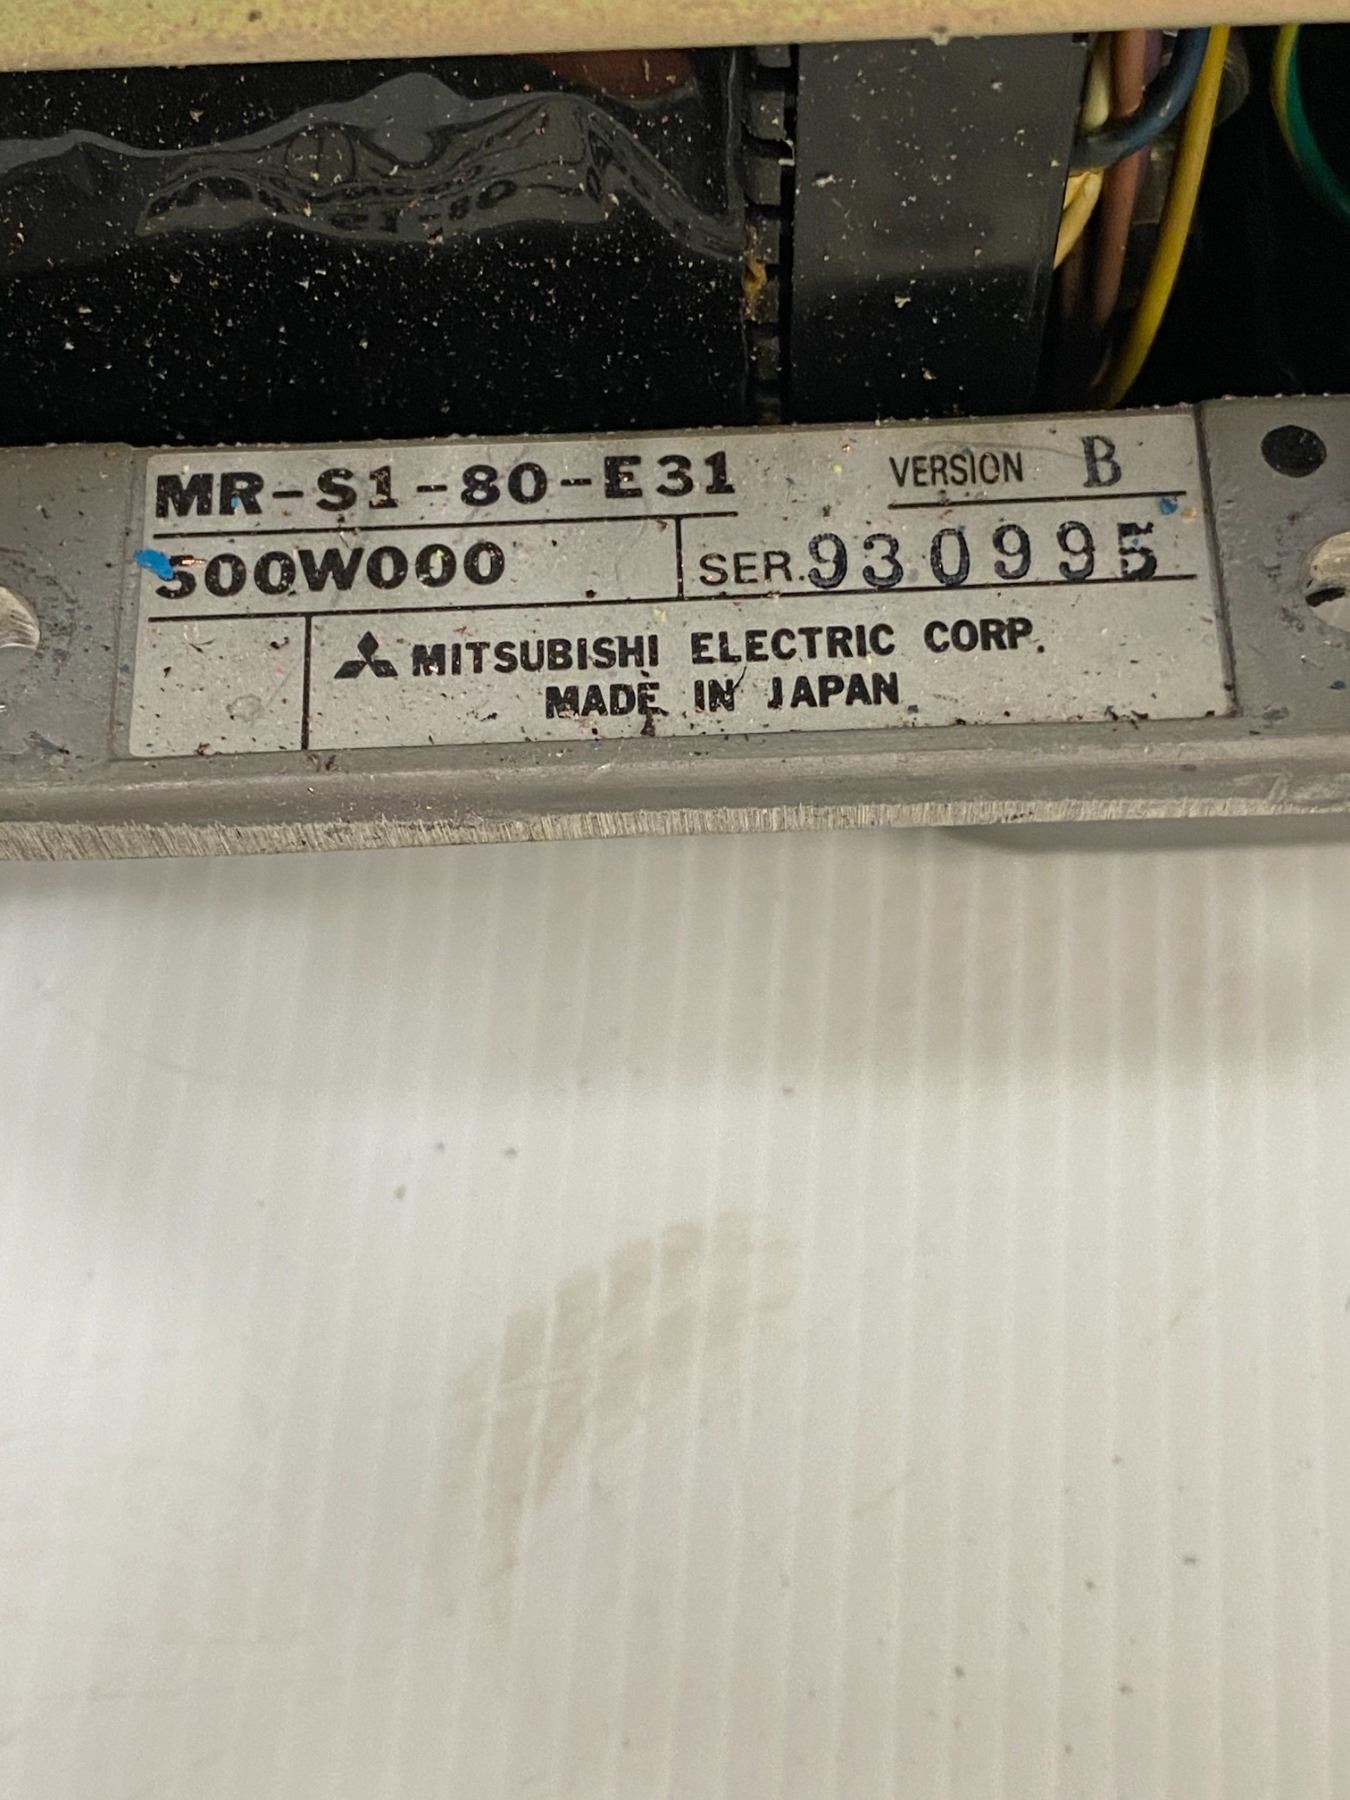 MR-S1-80-E31 VERSION B
500W000 SER. 930995
MITSUBISHI ELECTRIC CORP.
MADE IN JAPAN